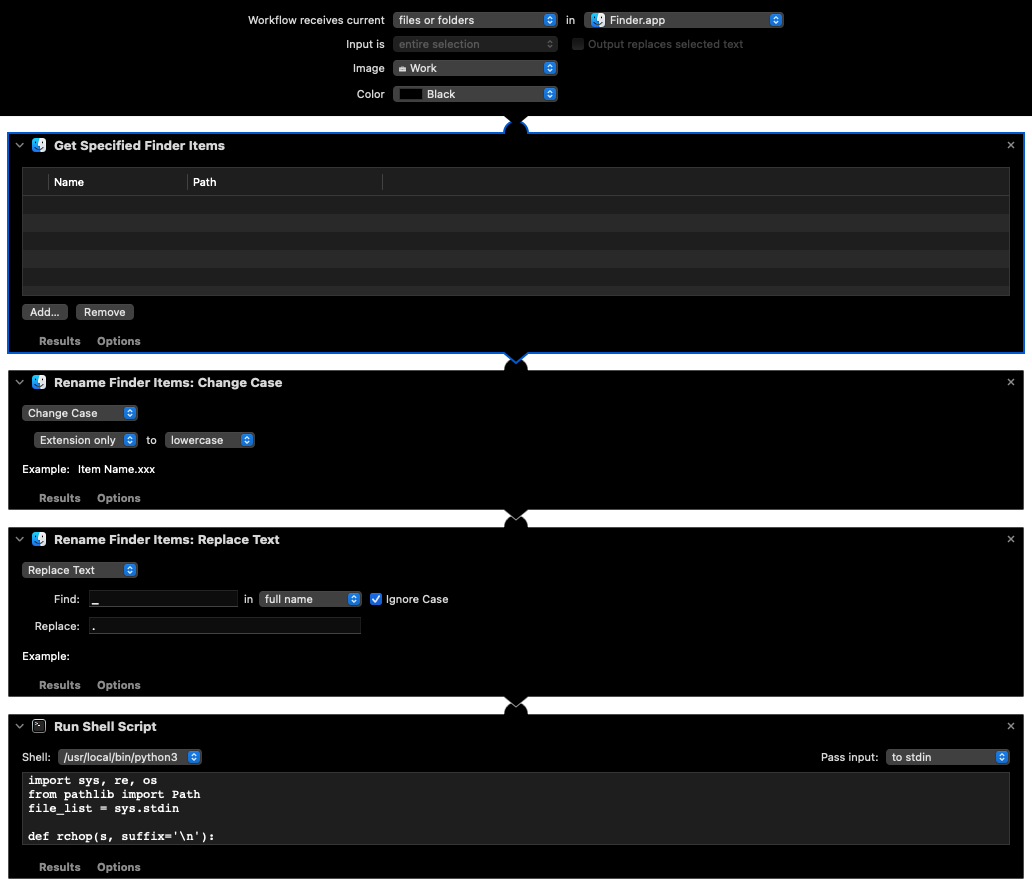 Workflow receives current files or folders in Finder.app
Input is entire selection Output replaces selected text
Image Work
Color Black
Get Specified Finder Items
Name Path
Add... Remove
Results Options
Rename Finder Items: Change Case
Change Case
Extension only to lowercase
Example: Item Name.xxx
Results Options
Rename Finder Items: Replace Text
Replace Text
Find: _ in full name Ignore Case
Replace: .
Example:
Results Options
Run Shell Script
Shell: /usr/local/bin/python3 Pass input: to stdin
import sys, re, os
from pathlib import Path
file_list = sys.stdin
def rchop(s, suffix='\n'):
Results Options